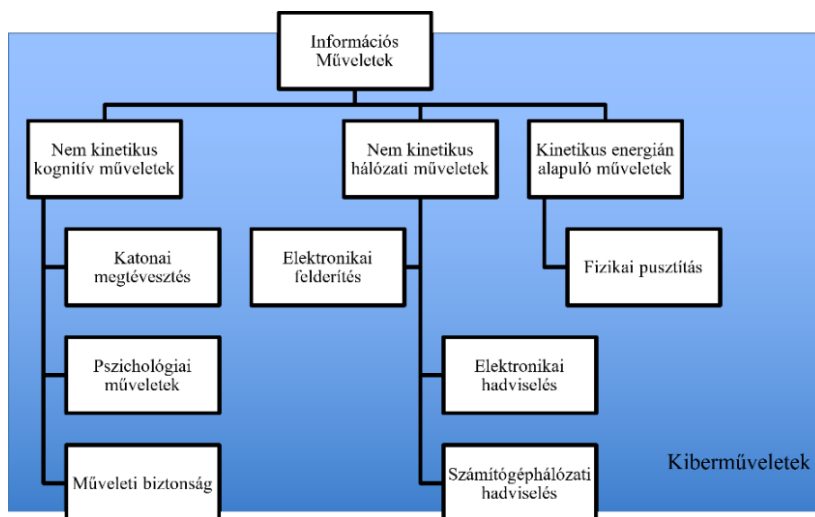 Információs
Műveletek
Nem kinetikus
kognitív műveletek
Nem kinetikus
hálózati műveletek
Kinetikus energián
alapuló műveletek
Katonai
megtévesztés
Elektronikai
felderítés
Fizikai pusztítás
Pszichológiai
műveletek
Elektronikai
hadviselés
Műveleti biztonság
Számítógéphálózati
hadviselés
Kiberműveletek